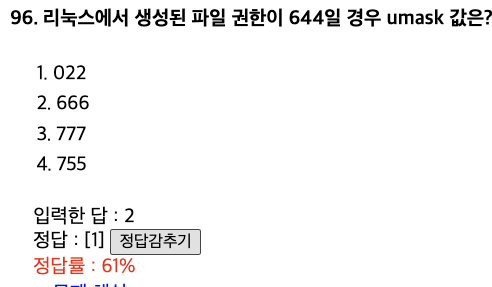 96. 리눅스에서 생성된 파일 권한이 644일 경우 umask 값은?
1. 022
2. 666
3. 777
4. 755
입력한 답 : 2
정답 : [1] 정답감추기
정답률 : 61%